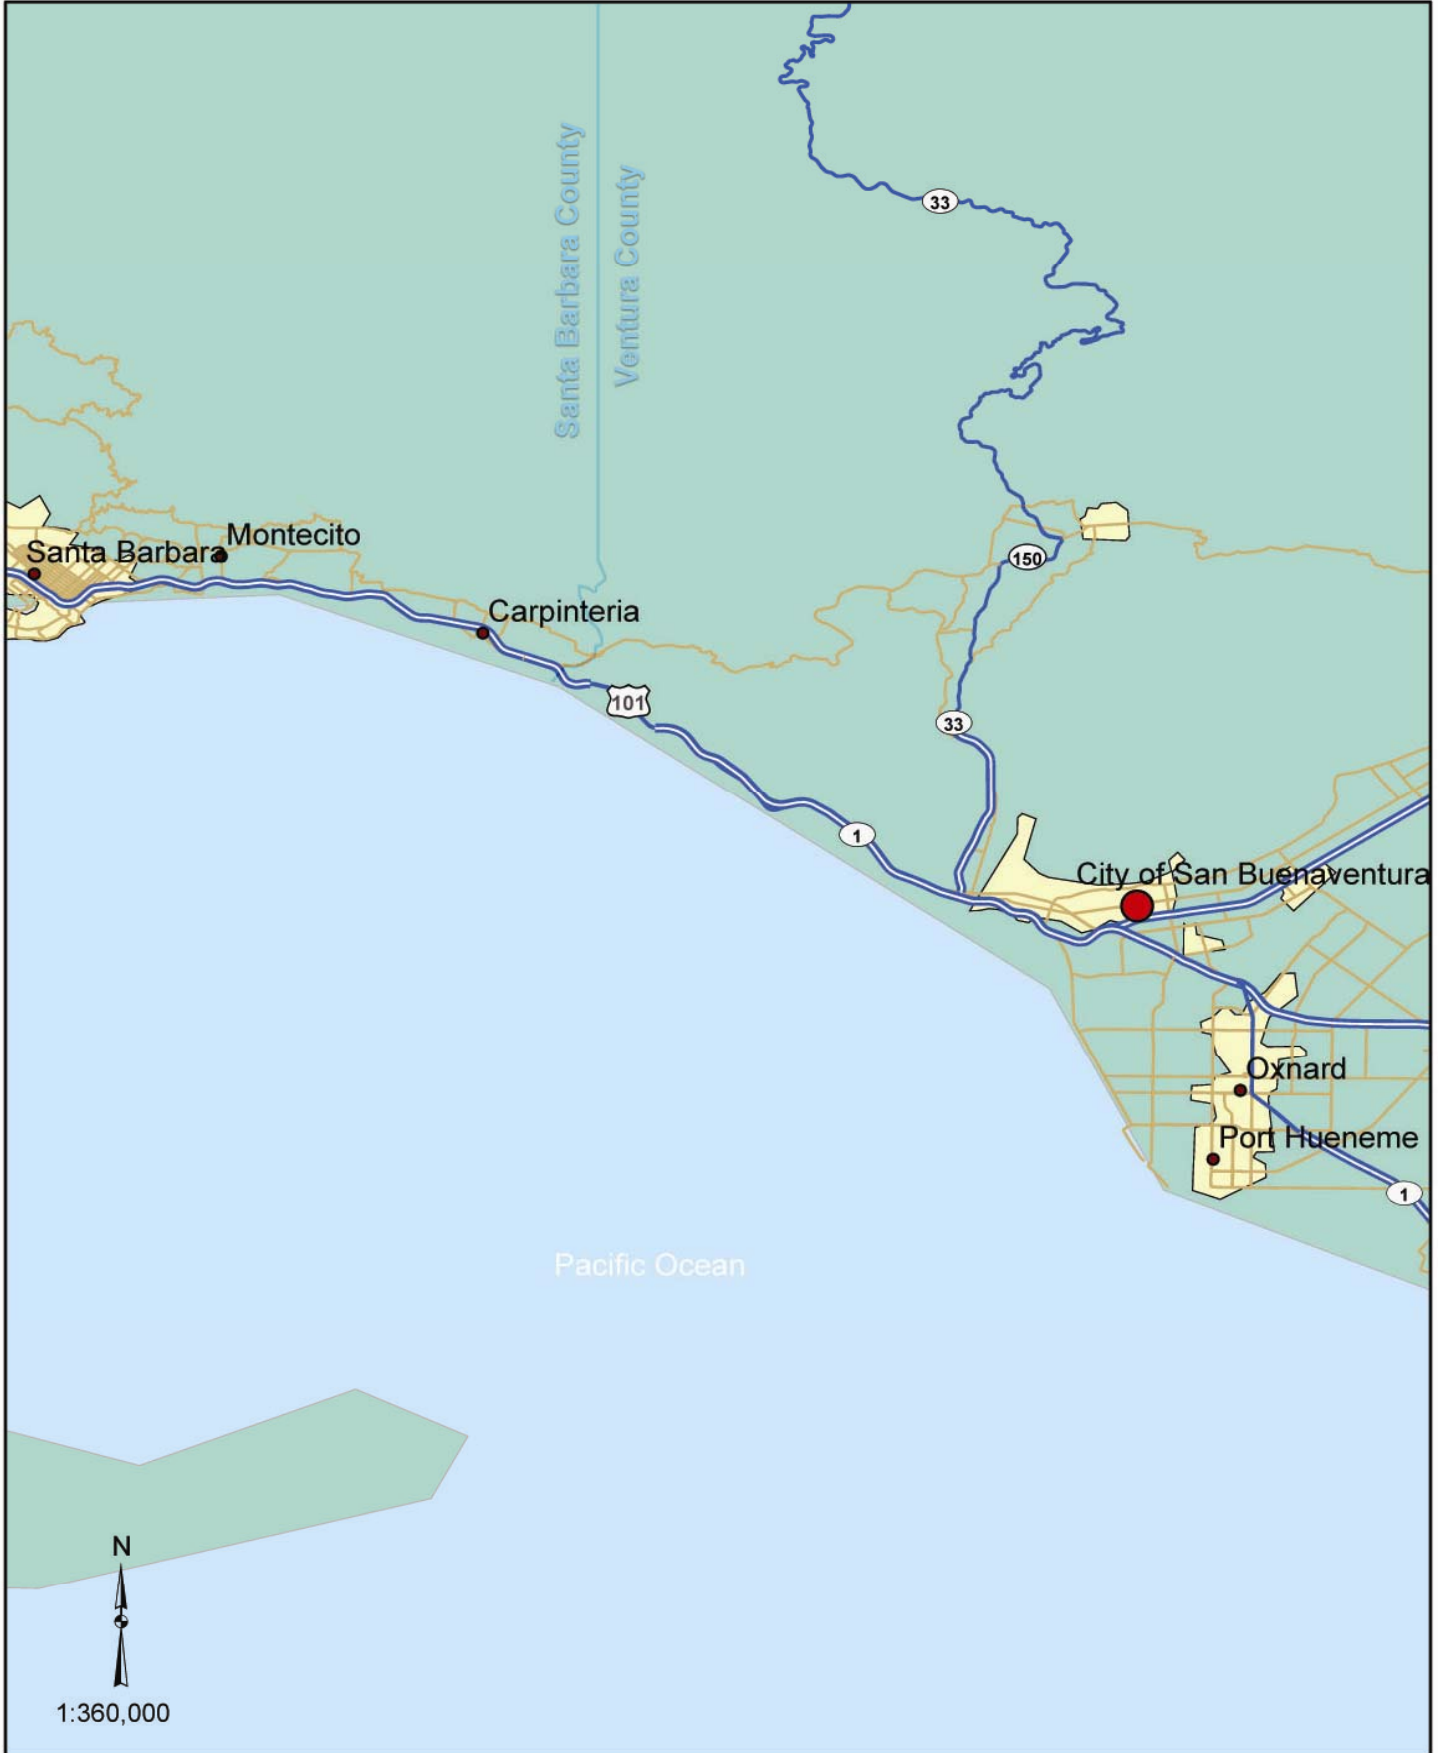 33
Santa Barbara County
Ventura County
Montecito
Santa Barbara
150
Carpinteria
101
33
1
City of San Buenaventura
Oxnard
Port Hueneme
1
Pacific Ocean
N
1:360,000